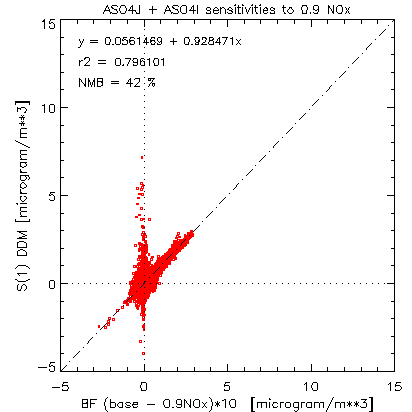 ASO4J + ASO4I sensitivities to 0.9 NOx
y = 0.0561469 + 0.928471x
r2 = 0.796101
NMB = 42 %
15
10
5
0
-5
S(1) DDM [microgram/m**3]
-5 0 5 10 15
BF (base - 0.9NOx)*10 [microgram/m**3]